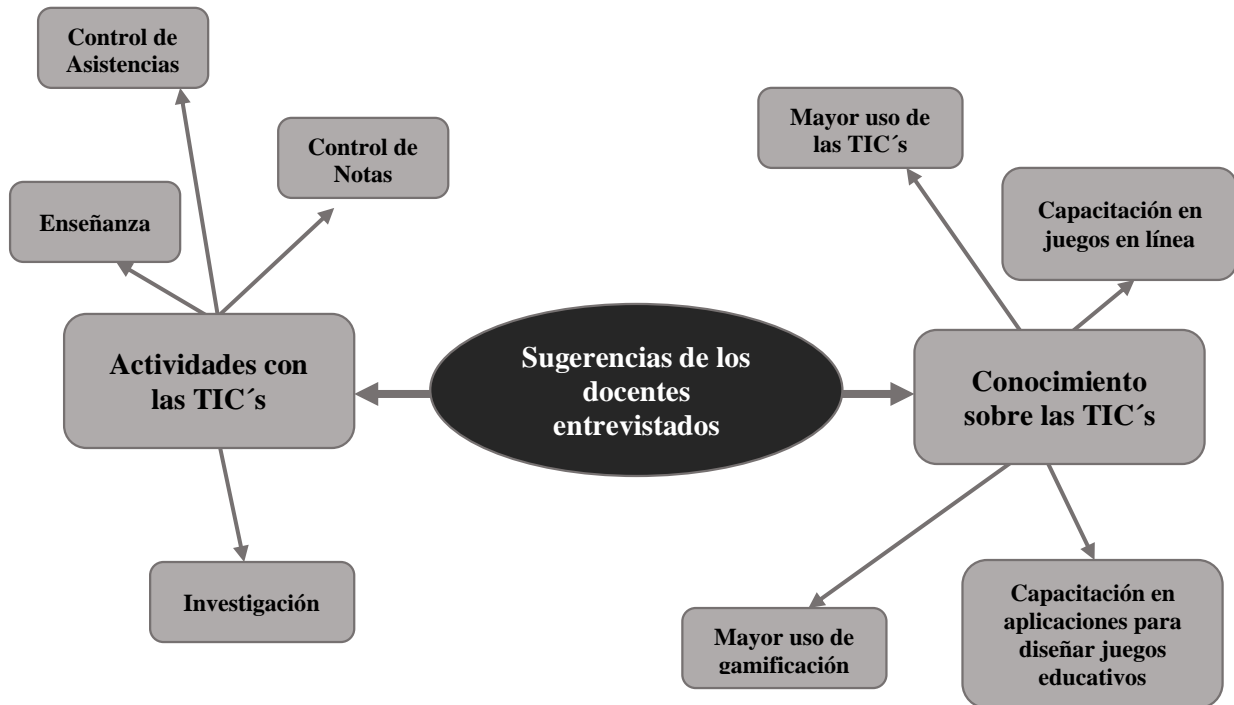 Control de
Asistencias
Control de
Notas
Enseñanza
Actividades con
las TIC´s
Investigación
Sugerencias de los
docentes
entrevistados
Mayor uso de
las TIC´s
Capacitación en
juegos en línea
Conocimiento
sobre las TIC´s
Mayor uso de
gamificación
Capacitación en
aplicaciones para
diseñar juegos
educativos